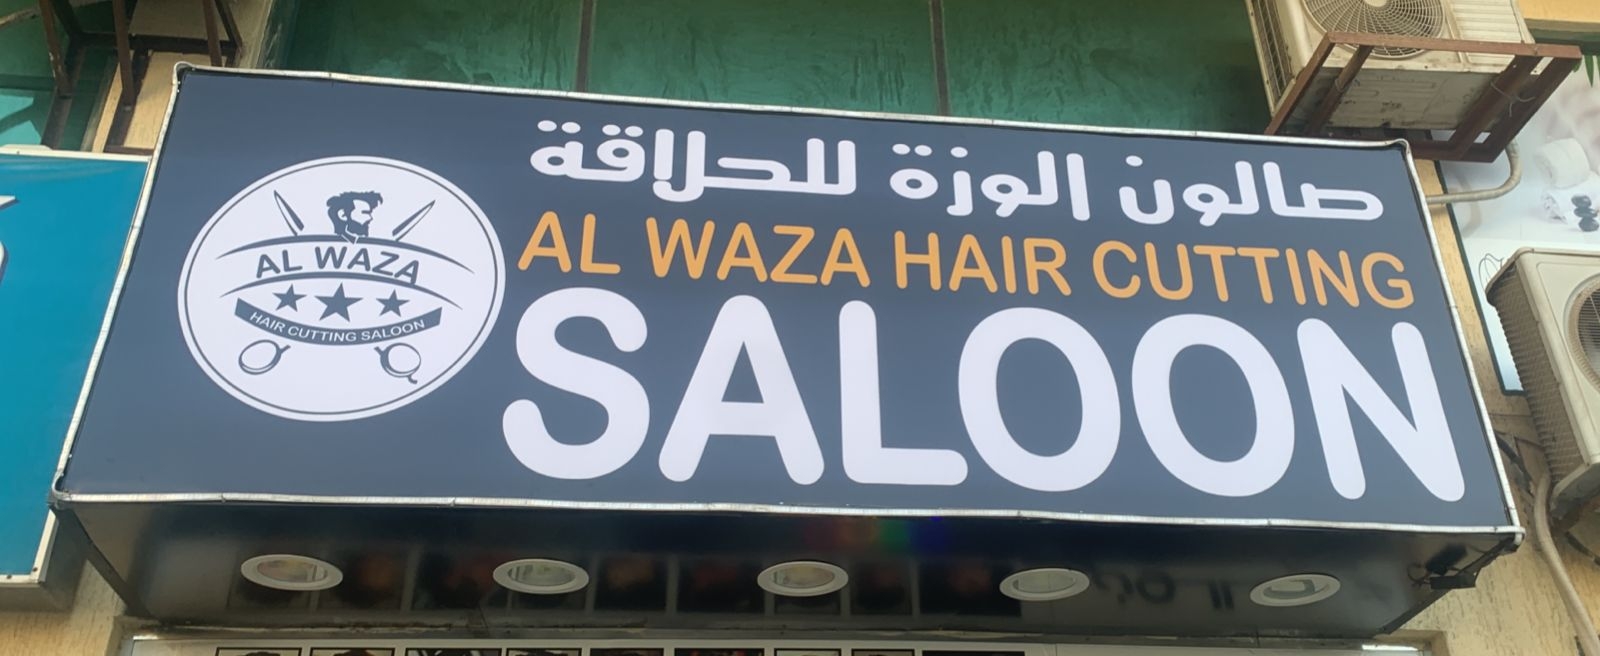 صالون الوزة للحلاقة
AL WAZA HAIR CUTTING
SALOON
AL WAZA
HAIR CUTTING SALOON